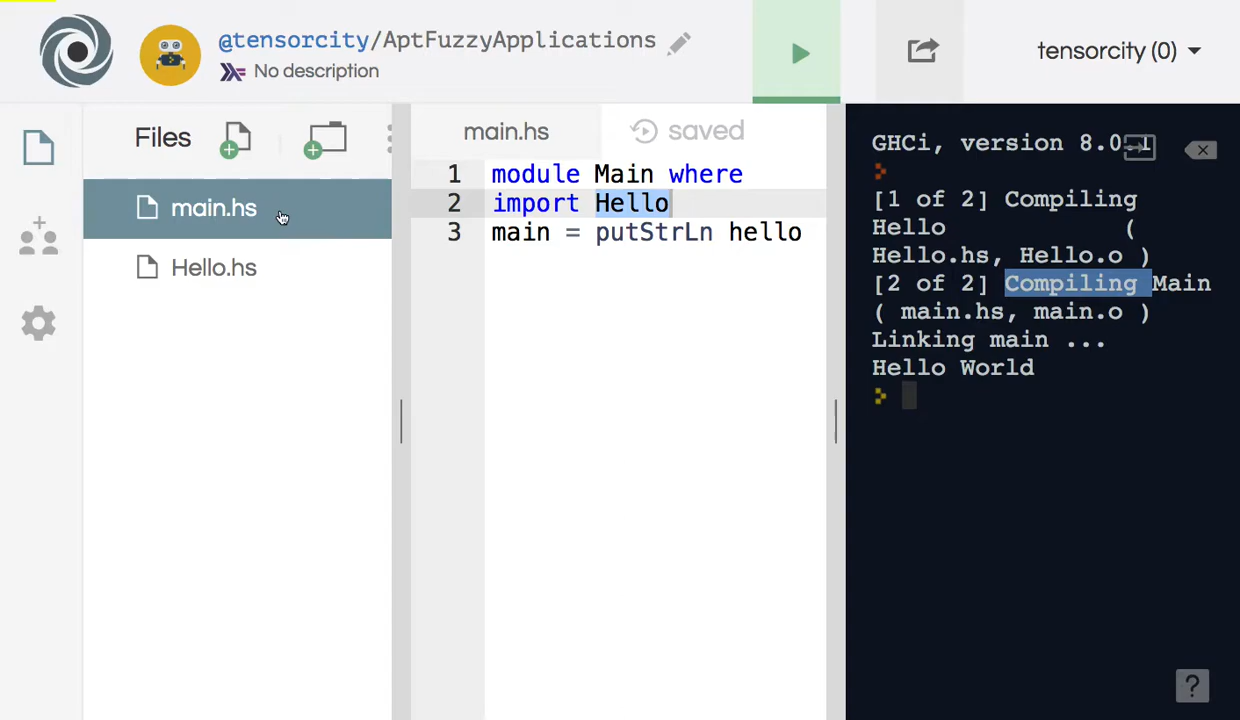 @tensorcity/AptFuzzyApplications
No description
tensorcity (0)
Files
main.hs
Hello.hs
main.hs
saved
1 module Main where
2 import Hello
3 main = putStrLn hello
GHCi, version 8.0.1
[1 of 2] Compiling
Hello (
Hello.hs, Hello.o )
[2 of 2] Compiling Main
( main.hs, main.o )
Linking main ...
Hello World
?